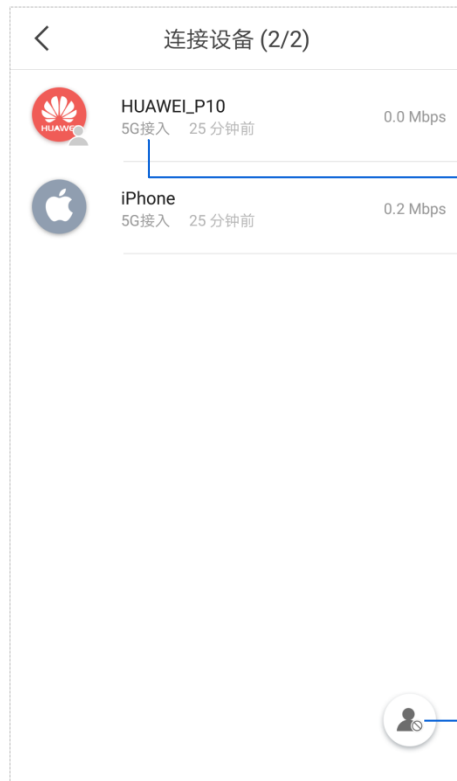 连接设备 (2/2)
HUAWEI_P10
5G接入 25 分钟前
0.0 Mbps
HUAWEI
iPhone
5G接入 25 分钟前
0.2 Mbps